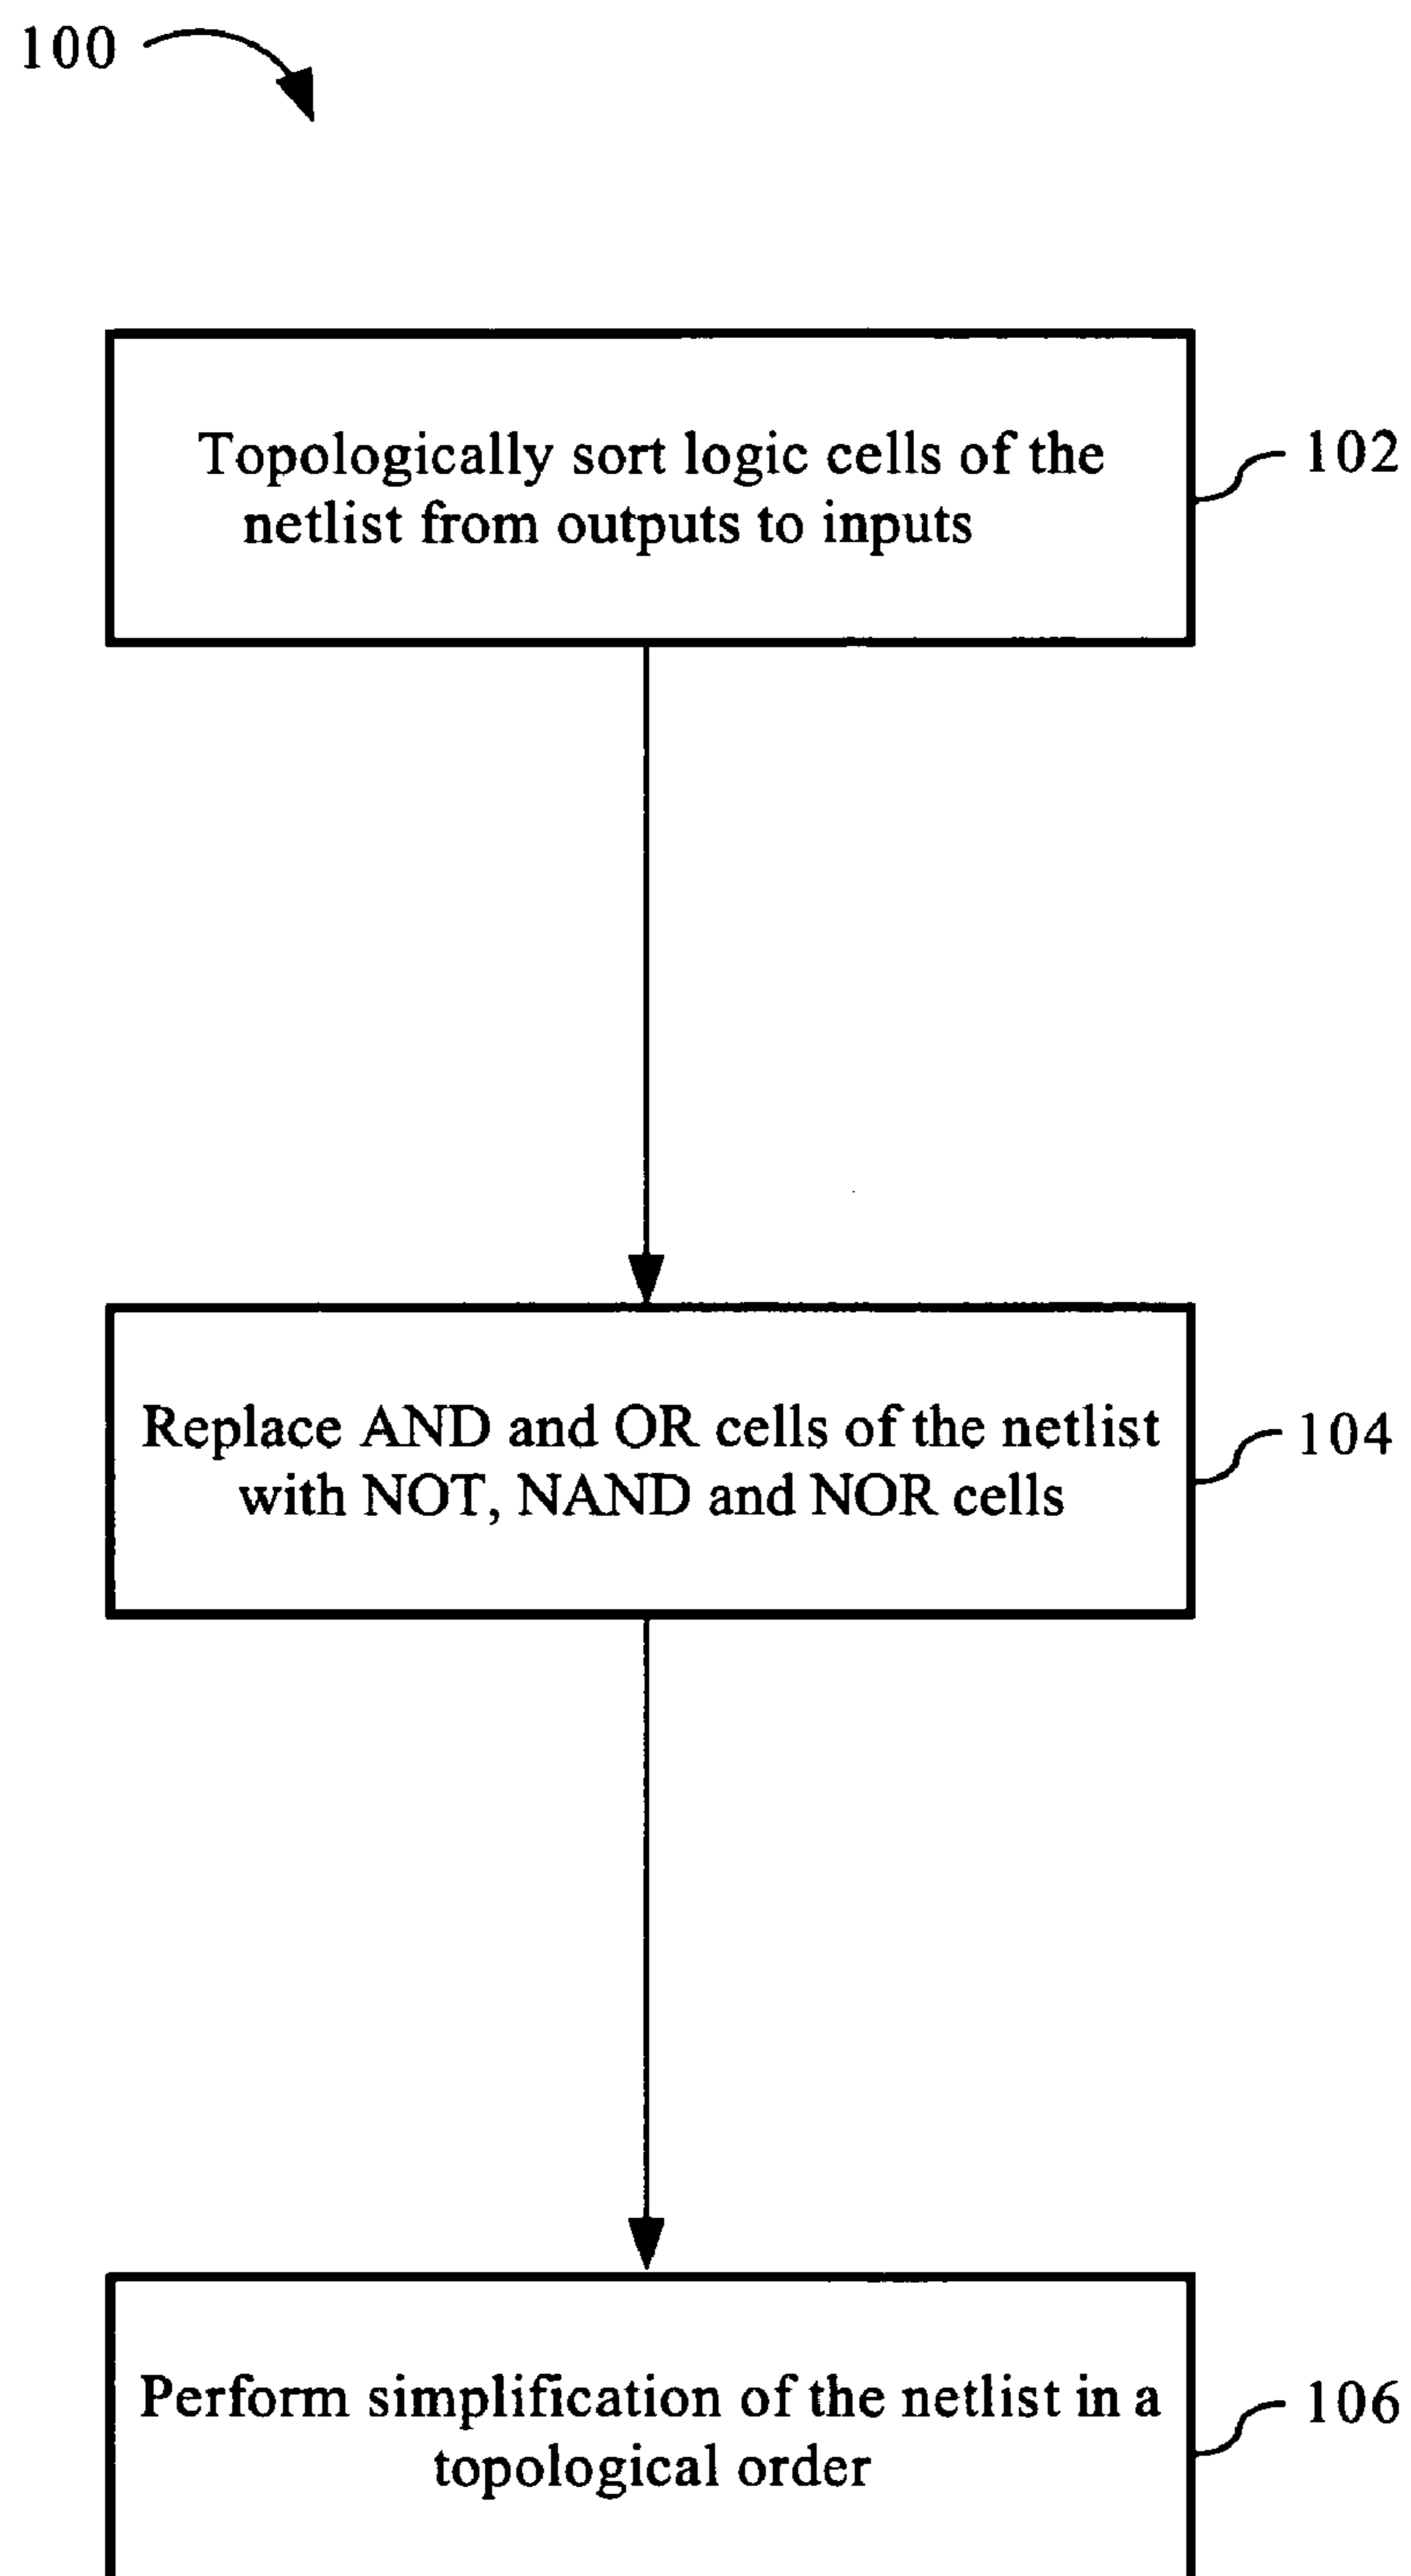 100
Topologically sort logic cells of the
netlist from outputs to inputs
102
Replace AND and OR cells of the netlist
with NOT, NAND and NOR cells
104
Perform simplification of the netlist in a
topological order
106